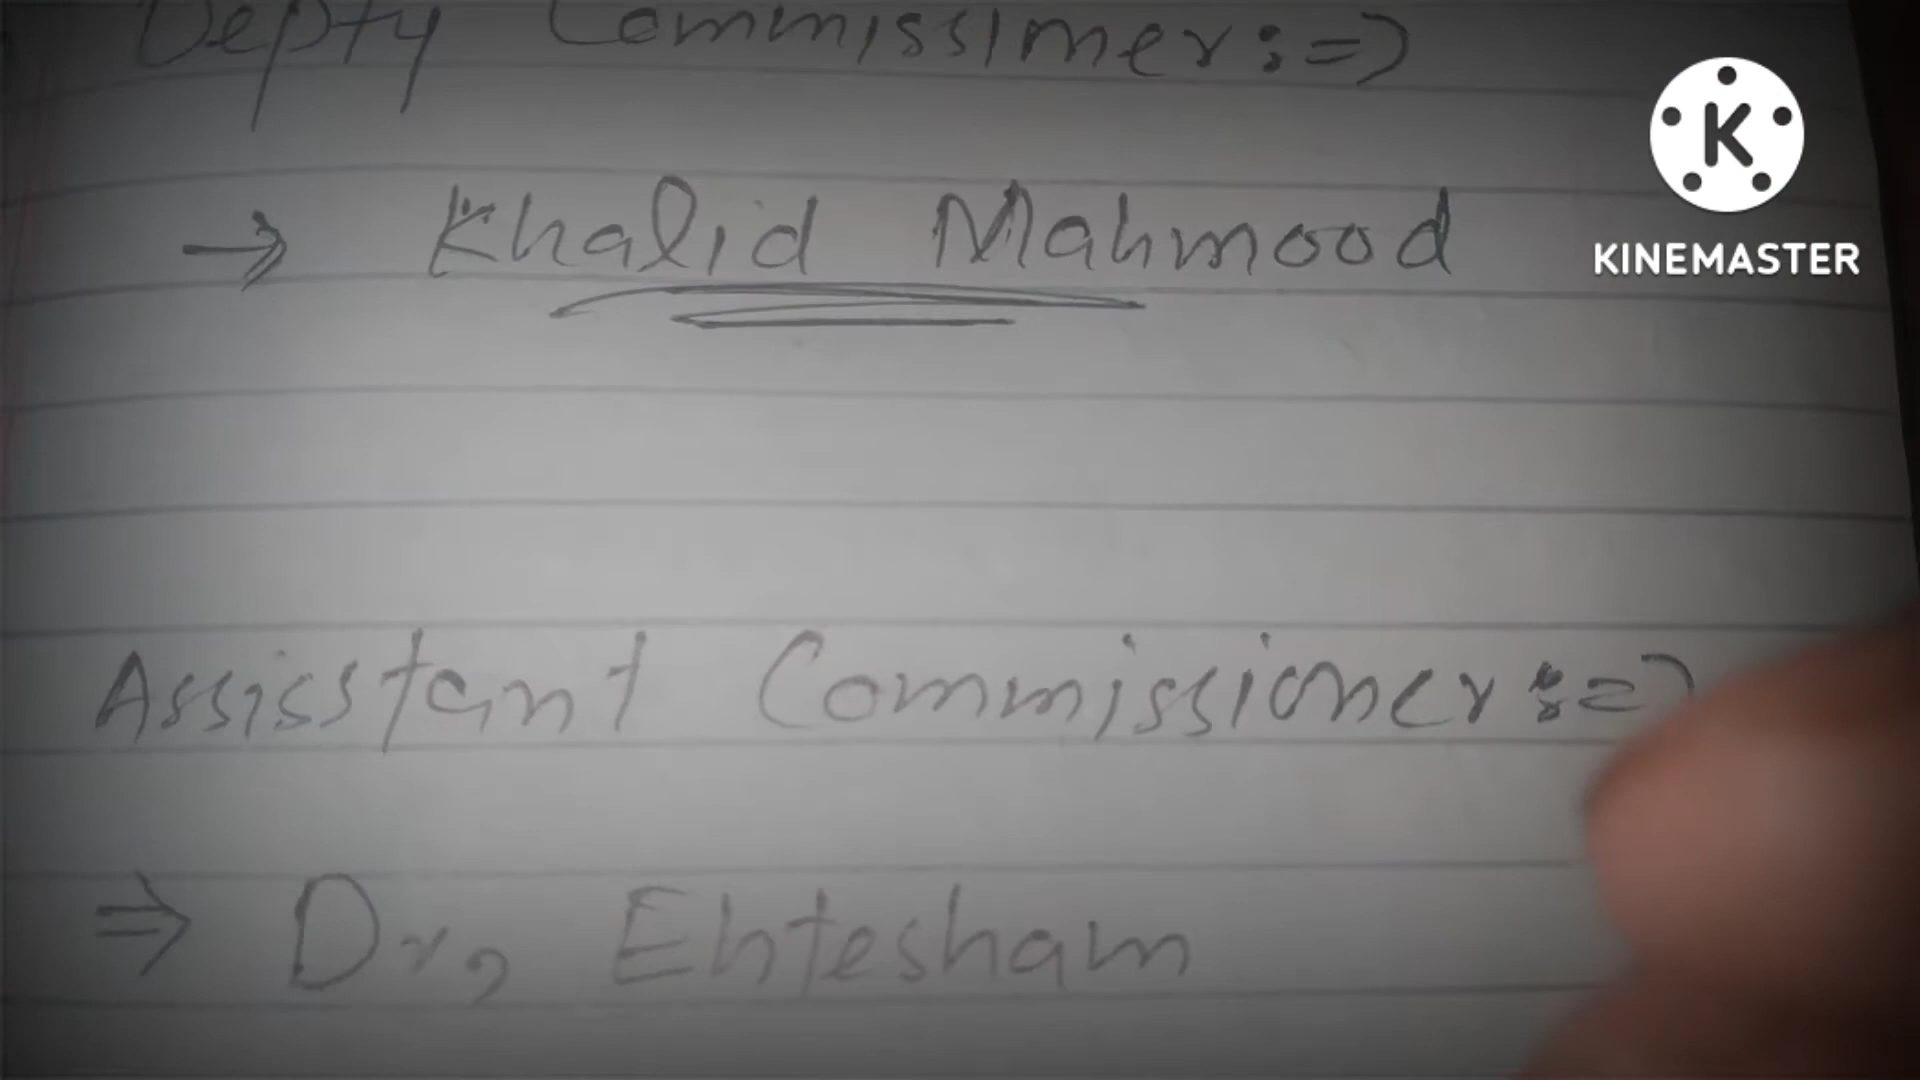 Depty Commissimer:=)
→ Khalid Mahmood
Assisstant Commissioner:=)
⇒ Dr, Ehtesham
K
KINEMASTER